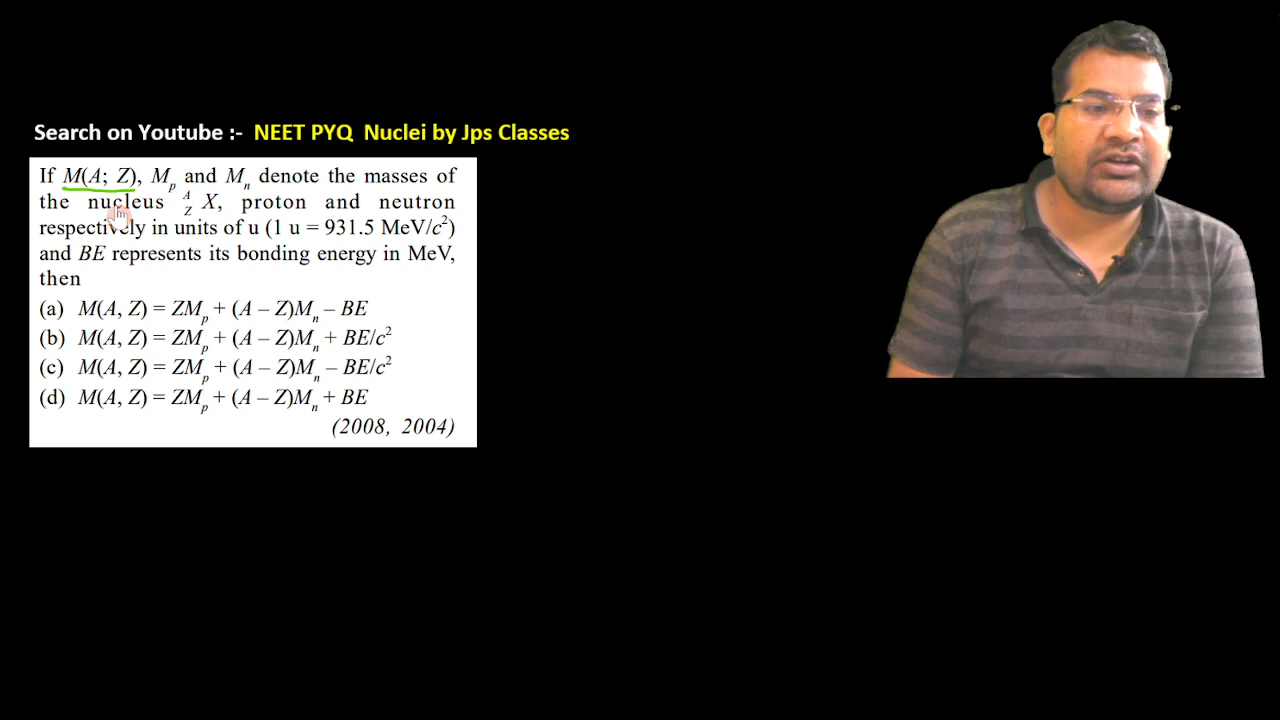 Search on Youtube :- NEET PYQ Nuclei by Jps Classes
If M(A; Z), Mₚ and Mₙ denote the masses of
the nucleus ᴬ_Z X, proton and neutron
respectively in units of u (1 u = 931.5 MeV/c²)
and BE represents its bonding energy in MeV,
then
(a) M(A, Z) = ZMₚ + (A – Z)Mₙ – BE
(b) M(A, Z) = ZMₚ + (A – Z)Mₙ + BE/c²
(c) M(A, Z) = ZMₚ + (A – Z)Mₙ – BE/c²
(d) M(A, Z) = ZMₚ + (A – Z)Mₙ + BE
(2008, 2004)